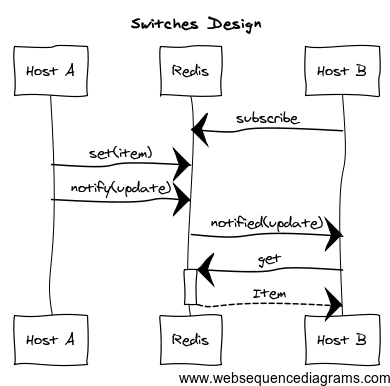 Switches Design
Host A
Redis
Host B
subscribe
set(item)
notify(update)
notified(update)
get
Item
Host A
Redis
Host B
www.websequencediagrams.com